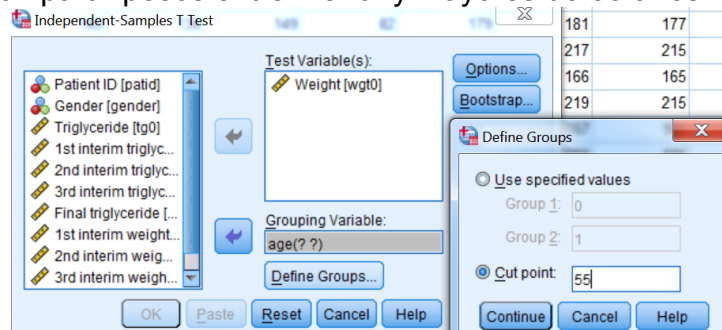 Independent-Samples T Test
181 177
217 215
166 165
219 215
Test Variable(s):
Weight [wgt0]
Patient ID [patid]
Gender [gender]
Triglyceride [tg0]
1st interim triglyc...
2nd interim triglyc...
3rd interim triglyc...
Final triglyceride [...
1st interim weight...
2nd interim weig...
3rd interim weigh...
Grouping Variable:
age(? ?)
Define Groups...
Options...
Bootstrap...
OK Paste Reset Cancel Help
Define Groups
Use specified values
Group 1: 0
Group 2: 1
Cut point: 55
Continue Cancel Help